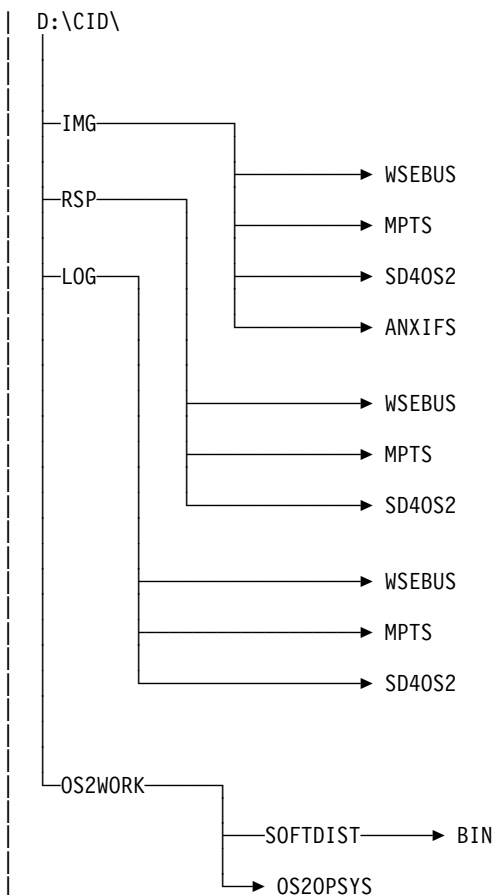 D:\CID\
IMG
WSEBUS
RSP
MPTS
LOG
SD4OS2
ANXIFS
WSEBUS
MPTS
SD4OS2
WSEBUS
MPTS
SD4OS2
OS2WORK
SOFTDIST BIN
OS2OPSYS